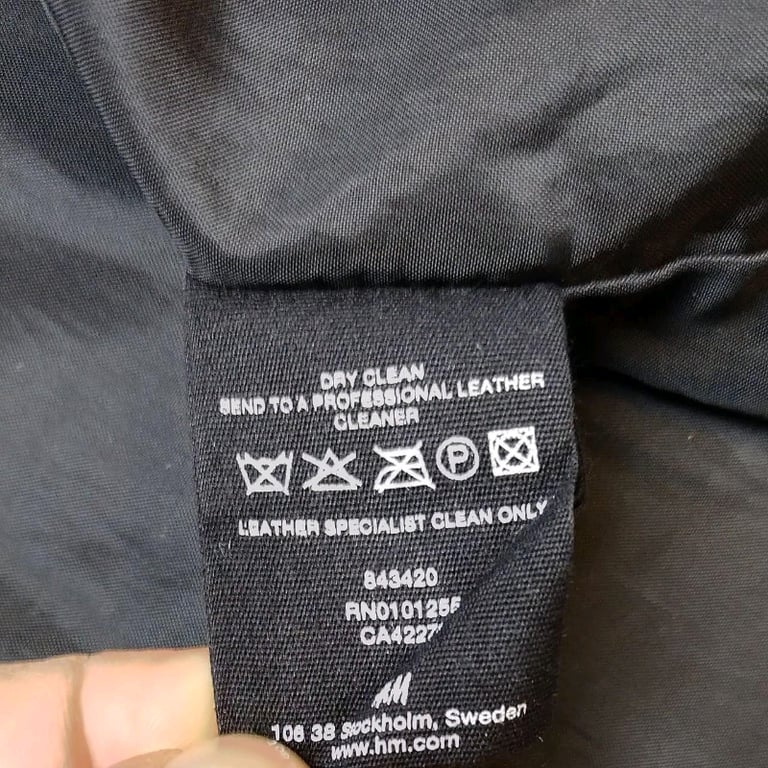 DRY CLEAN
SEND TO A PROFESSIONAL LEATHER
CLEANER
P
LEATHER SPECIALIST CLEAN ONLY
843420
RN010125
CA4227
HM
106 38 Stockholm, Sweden
www.hm.com